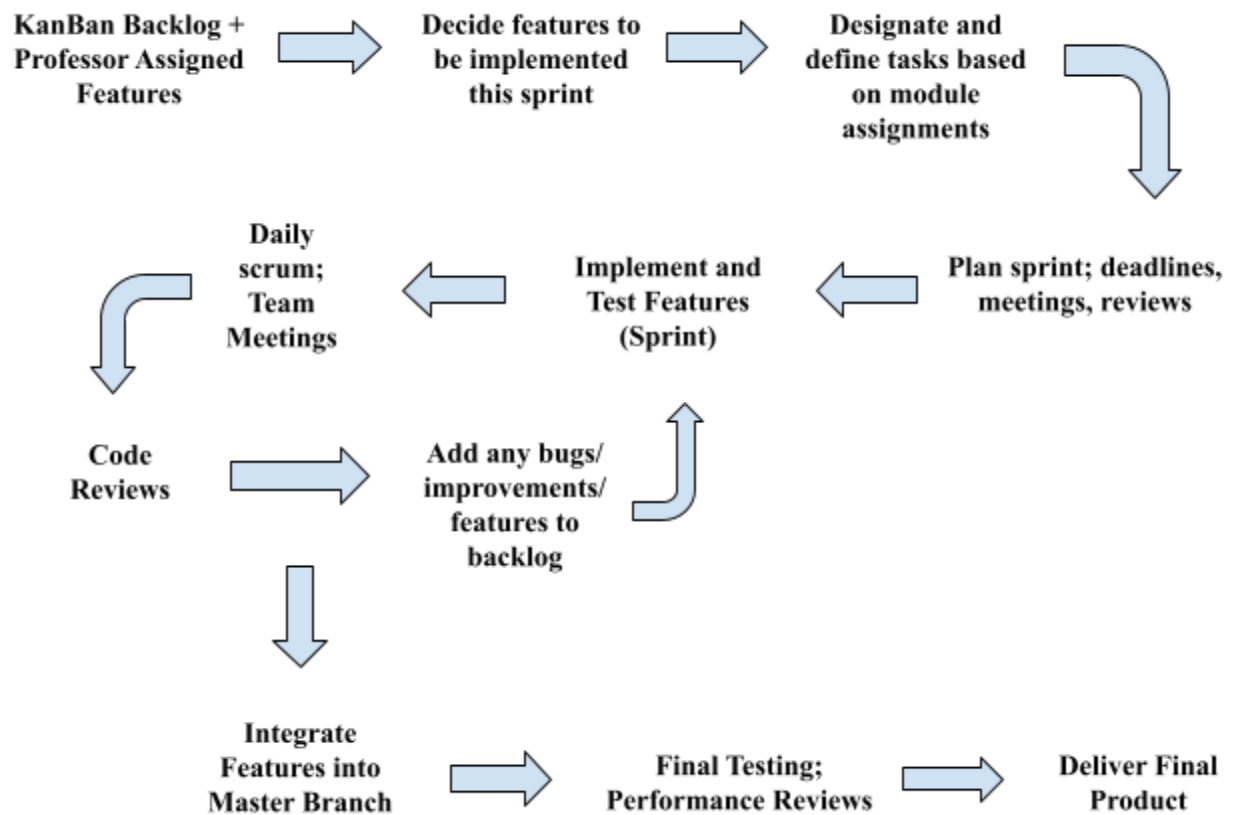 KanBan Backlog +
Professor Assigned
Features
Decide features to
be implemented
this sprint
Designate and
define tasks based
on module
assignments
Plan sprint; deadlines,
meetings, reviews
Implement and
Test Features
(Sprint)
Daily
scrum;
Team
Meetings
Code
Reviews
Add any bugs/
improvements/
features to
backlog
Integrate
Features into
Master Branch
Final Testing;
Performance Reviews
Deliver Final
Product